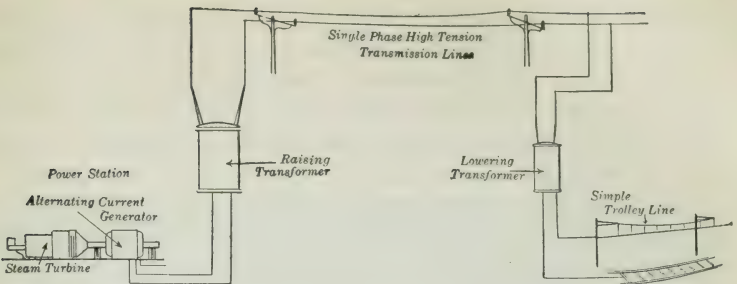 Single Phase High Tension
Transmission Lines
Raising
Transformer
Lowering
Transformer
Power Station
Alternating Current
Generator
Steam Turbine
Simple
Trolley Line